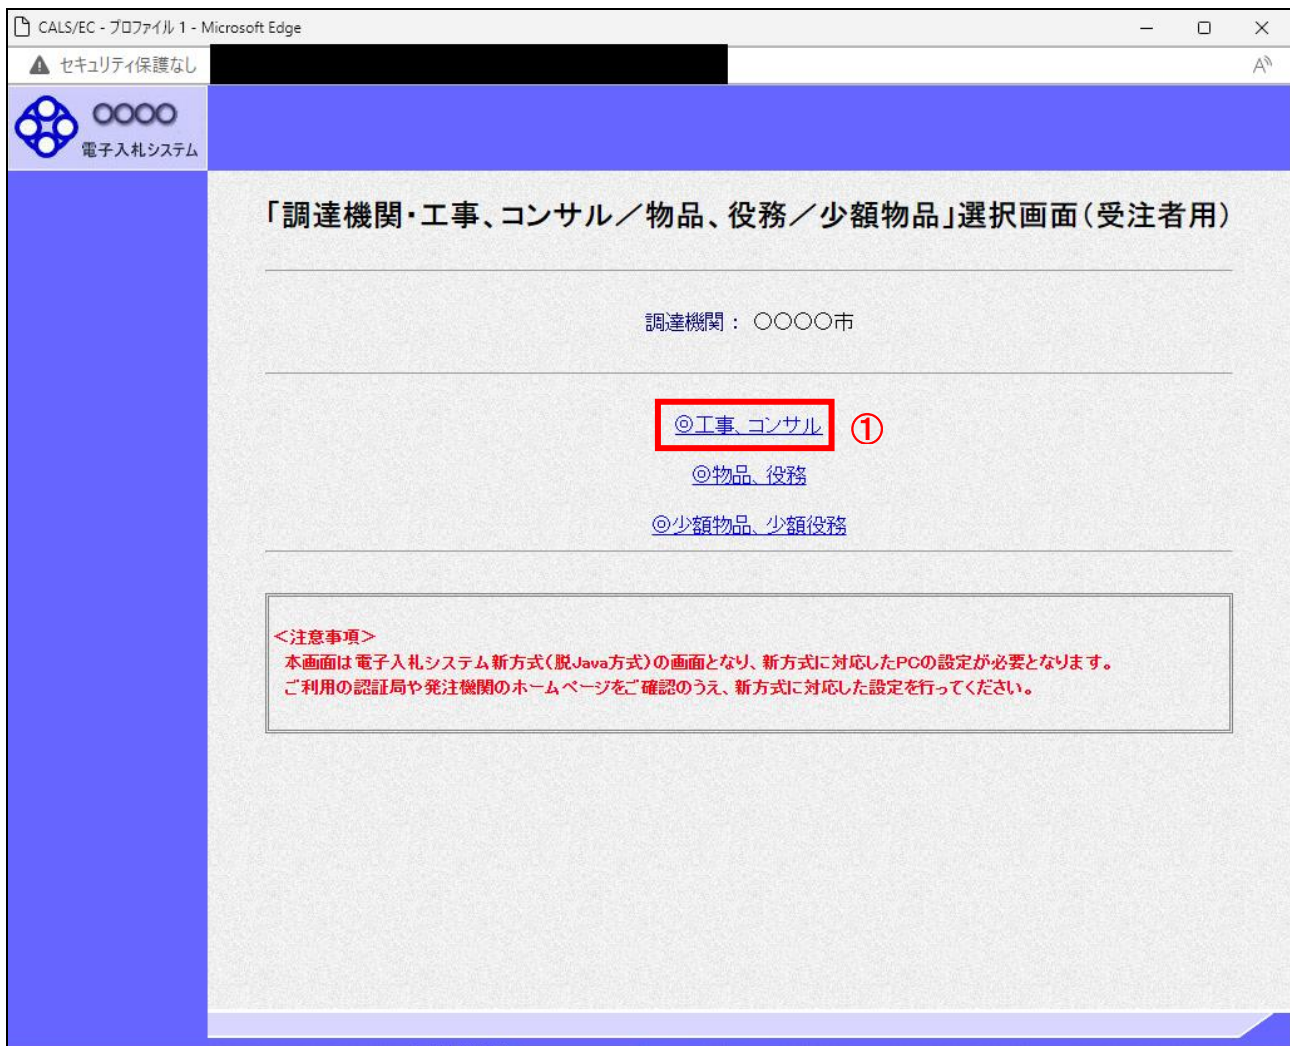 CALS/EC - プロファイル 1 - Microsoft Edge
セキュリティ保護なし
〇〇〇〇
電子入札システム
「調達機関・工事、コンサル／物品、役務／少額物品」選択画面（受注者用）
調達機関： 〇〇〇〇市
◎工事、コンサル ①
◎物品、役務
◎少額物品、少額役務
＜注意事項＞
本画面は電子入札システム新方式（脱Java方式）の画面となり、新方式に対応したPCの設定が必要となります。
ご利用の認証局や発注機関のホームページをご確認のうえ、新方式に対応した設定を行ってください。